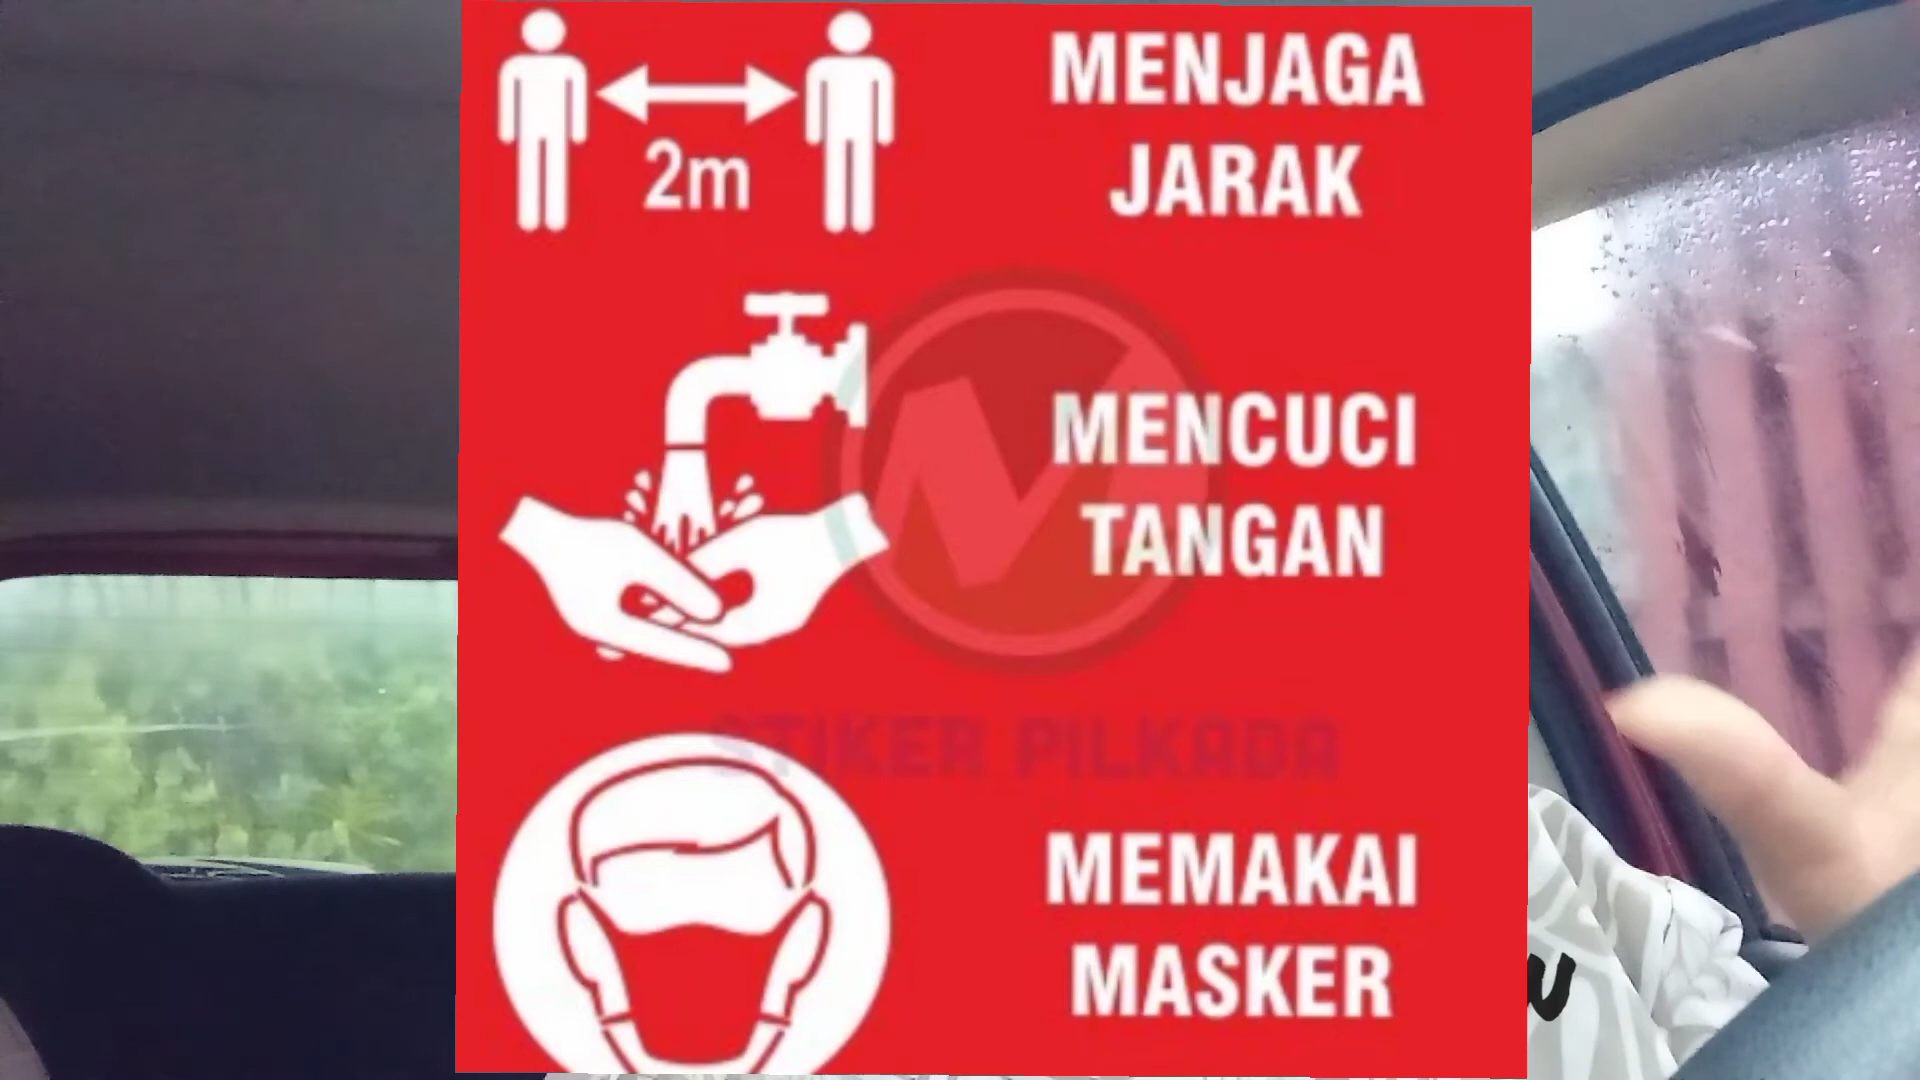 MENJAGA
JARAK
2m
MENCUCI
TANGAN
STIKER PILKADA
MEMAKAI
MASKER